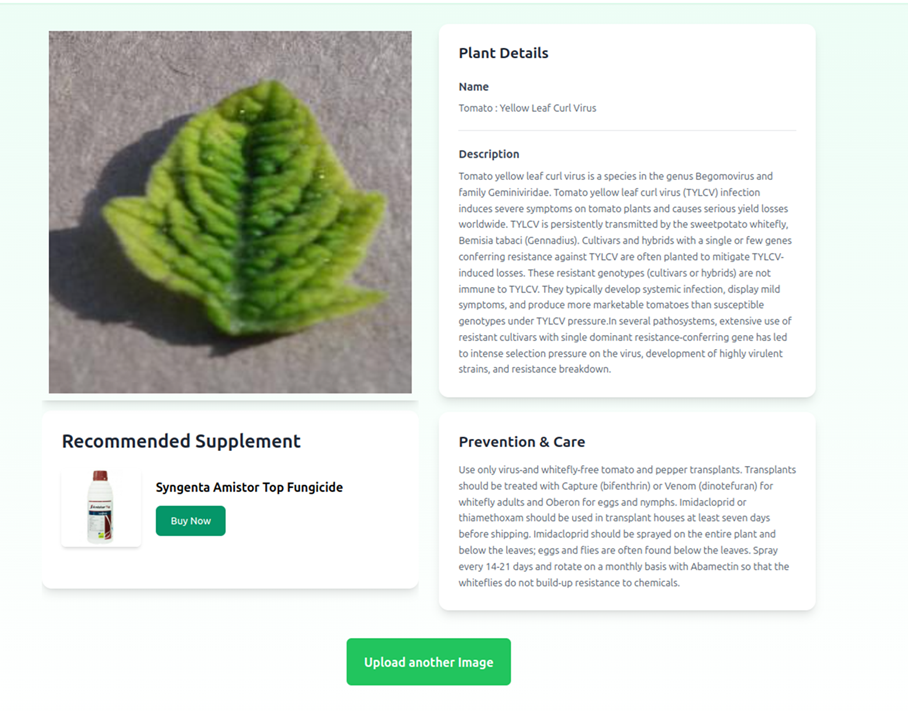 Plant Details
Name
Tomato : Yellow Leaf Curl Virus
Description
Tomato yellow leaf curl virus is a species in the genus Begomovirus and
family Geminiviridae. Tomato yellow leaf curl virus (TYLCV) infection
induces severe symptoms on tomato plants and causes serious yield losses
worldwide. TYLCV is persistently transmitted by the sweetpotato whitefly,
Bemisia tabaci (Gennadius). Cultivars and hybrids with a single or few genes
conferring resistance against TYLCV are often planted to mitigate TYLCV-
induced losses. These resistant genotypes (cultivars or hybrids) are not
immune to TYLCV. They typically develop systemic infection, display mild
symptoms, and produce more marketable tomatoes than susceptible
genotypes under TYLCV pressure.In several pathosystems, extensive use of
resistant cultivars with single dominant resistance-conferring gene has led
to intense selection pressure on the virus, development of highly virulent
strains, and resistance breakdown.
Recommended Supplement
Syngenta Amistor Top Fungicide
Buy Now
Prevention & Care
Use only virus-and whitefly-free tomato and pepper transplants. Transplants
should be treated with Capture (bifenthrin) or Venom (dinotefuran) for
whitefly adults and Oberon for eggs and nymphs. Imidacloprid or
thiamethoxam should be used in transplant houses at least seven days
before shipping. Imidacloprid should be sprayed on the entire plant and
below the leaves; eggs and flies are often found below the leaves. Spray
every 14-21 days and rotate on a monthly basis with Abamectin so that the
whiteflies do not build-up resistance to chemicals.
Upload another Image